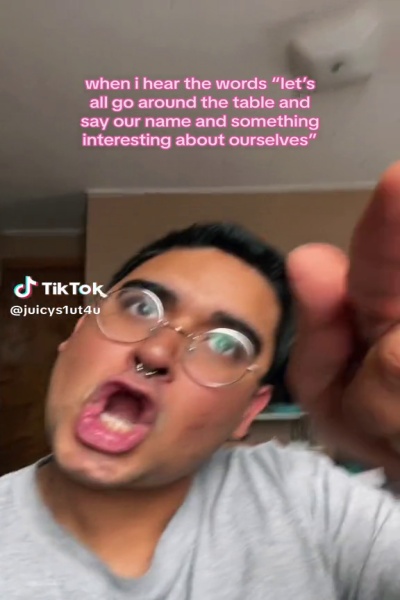 when i hear the words “let’s
all go around the table and
say our name and something
interesting about ourselves”
TikTok
@juicys1ut4u